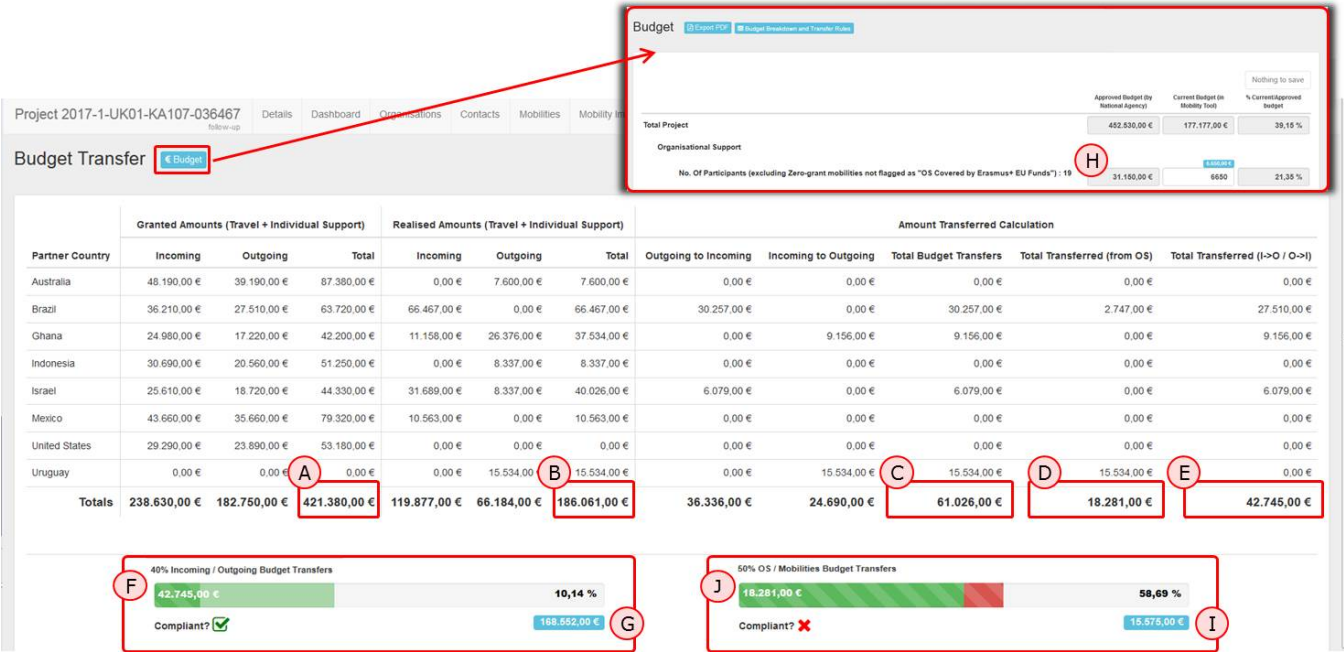 Budget Export PDF Budget Breakdown and Transfer Rules
Nothing to save
Approved Budget (by National Agency) Current Budget (in Mobility Tool) % Current/Approved budget
Total Project 452.530,00 € 177.177,00 € 39,15 %
Organisational Support
H
6.650,00 €
No. Of Participants (excluding Zero-grant mobilities not flagged as "OS Covered by Erasmus+ EU Funds") : 19 31.150,00 € 6650 21,35 %
Project 2017-1-UK01-KA107-036467 Details Dashboard Organisations Contacts Mobilities Mobility Im
follow-up
Budget Transfer € Budget
Granted Amounts (Travel + Individual Support) Realised Amounts (Travel + Individual Support) Amount Transferred Calculation
Partner Country Incoming Outgoing Total Incoming Outgoing Total Outgoing to Incoming Incoming to Outgoing Total Budget Transfers Total Transferred (from OS) Total Transferred (I->O / O->I)
Australia 48.190,00 € 39.190,00 € 87.380,00 € 0,00 € 7.600,00 € 7.600,00 € 0,00 € 0,00 € 0,00 € 0,00 € 0,00 €
Brazil 36.210,00 € 27.510,00 € 63.720,00 € 66.467,00 € 0,00 € 66.467,00 € 30.257,00 € 0,00 € 30.257,00 € 2.747,00 € 27.510,00 €
Ghana 24.980,00 € 17.220,00 € 42.200,00 € 11.158,00 € 26.376,00 € 37.534,00 € 0,00 € 9.156,00 € 9.156,00 € 0,00 € 9.156,00 €
Indonesia 30.690,00 € 20.560,00 € 51.250,00 € 0,00 € 8.337,00 € 8.337,00 € 0,00 € 0,00 € 0,00 € 0,00 € 0,00 €
Israel 25.610,00 € 18.720,00 € 44.330,00 € 31.689,00 € 8.337,00 € 40.026,00 € 6.079,00 € 0,00 € 6.079,00 € 0,00 € 6.079,00 €
Mexico 43.660,00 € 35.660,00 € 79.320,00 € 10.563,00 € 0,00 € 10.563,00 € 0,00 € 0,00 € 0,00 € 0,00 € 0,00 €
United States 29.290,00 € 23.890,00 € 53.180,00 € 0,00 € 0,00 € 0,00 € 0,00 € 0,00 € 0,00 € 0,00 € 0,00 €
Uruguay 0,00 € 0,00 € A 0,00 € 0,00 € 15.534,00 B 15.534,00 € 0,00 € 15.534,00 € C 15.534,00 € D 15.534,00 € E 0,00 €
Totals 238.630,00 € 182.750,00 € 421.380,00 € 119.877,00 € 66.184,00 € 186.061,00 € 36.336,00 € 24.690,00 € 61.026,00 € 18.281,00 € 42.745,00 €
40% Incoming / Outgoing Budget Transfers 50% OS / Mobilities Budget Transfers
F 42.745,00 € 10,14 % J 18.281,00 € 58,69 %
Compliant? 168.552,00 € G Compliant? 15.575,00 € I